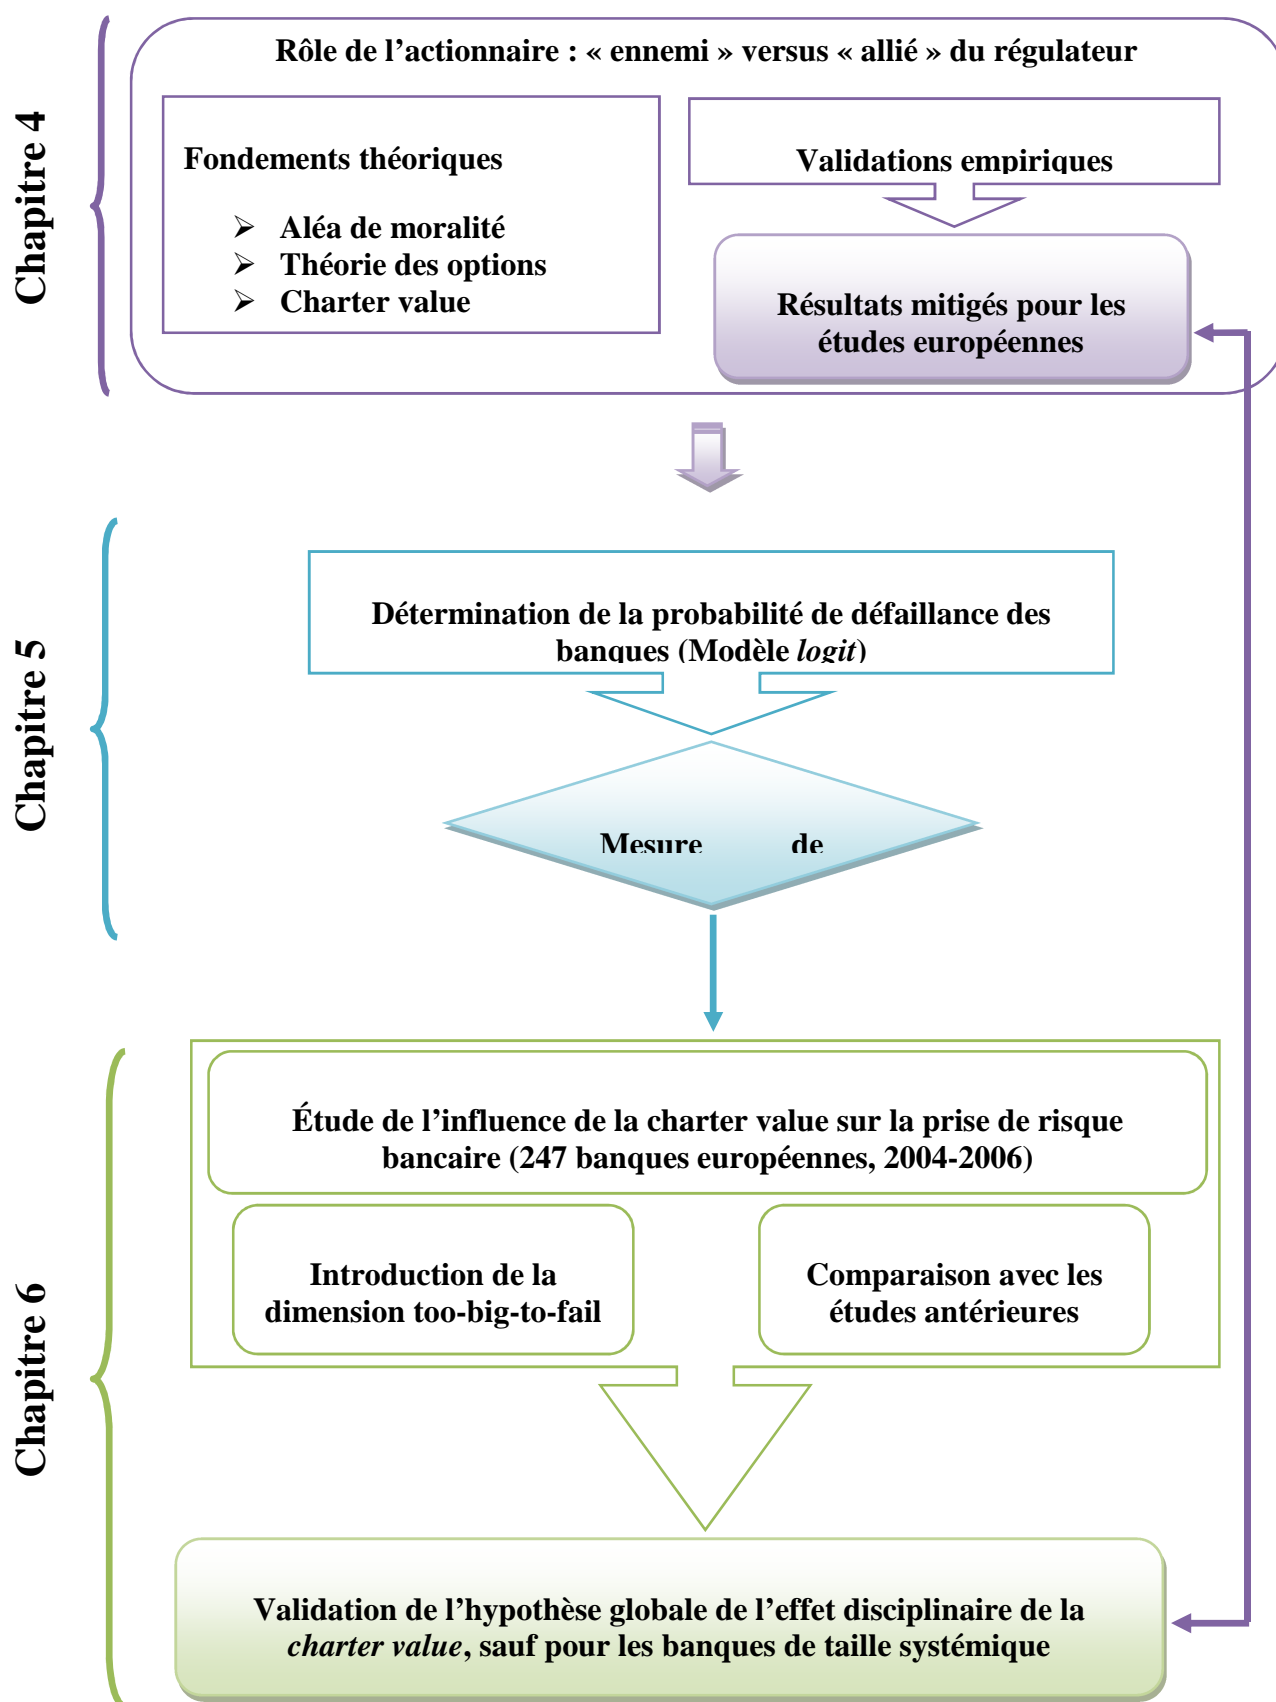 Chapitre 4
Rôle de l’actionnaire : « ennemi » versus « allié » du régulateur
Fondements théoriques
➢ Aléa de moralité
➢ Théorie des options
➢ Charter value
Validations empiriques
Résultats mitigés pour les
études européennes
Chapitre 5
Détermination de la probabilité de défaillance des
banques (Modèle logit)
Mesure de
Chapitre 6
Étude de l’influence de la charter value sur la prise de risque
bancaire (247 banques européennes, 2004-2006)
Introduction de la
dimension too-big-to-fail
Comparaison avec les
études antérieures
Validation de l’hypothèse globale de l’effet disciplinaire de la
charter value, sauf pour les banques de taille systémique